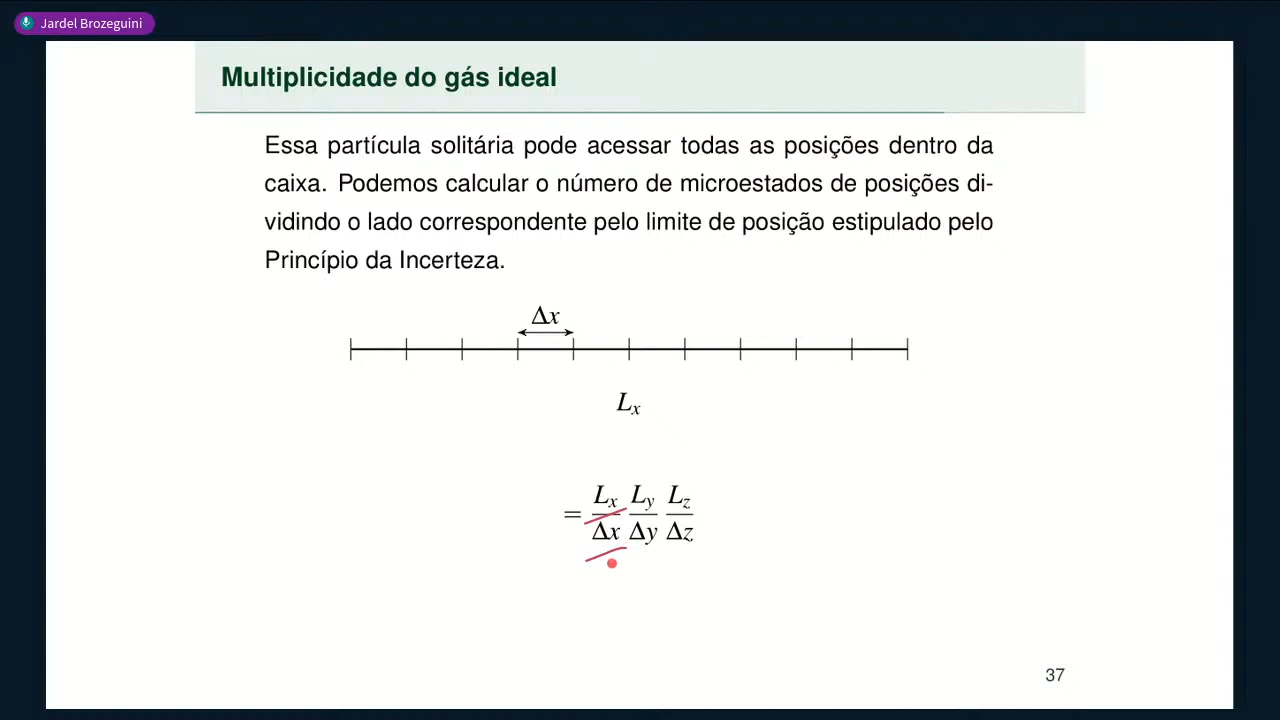 Jardel Brozeguini
Multiplicidade do gás ideal
Essa partícula solitária pode acessar todas as posições dentro da
caixa. Podemos calcular o número de microestados de posições di-
vidindo o lado correspondente pelo limite de posição estipulado pelo
Princípio da Incerteza.
Δx
Lₓ
= Lₓ/Δx L_y/Δy L_z/Δz
37